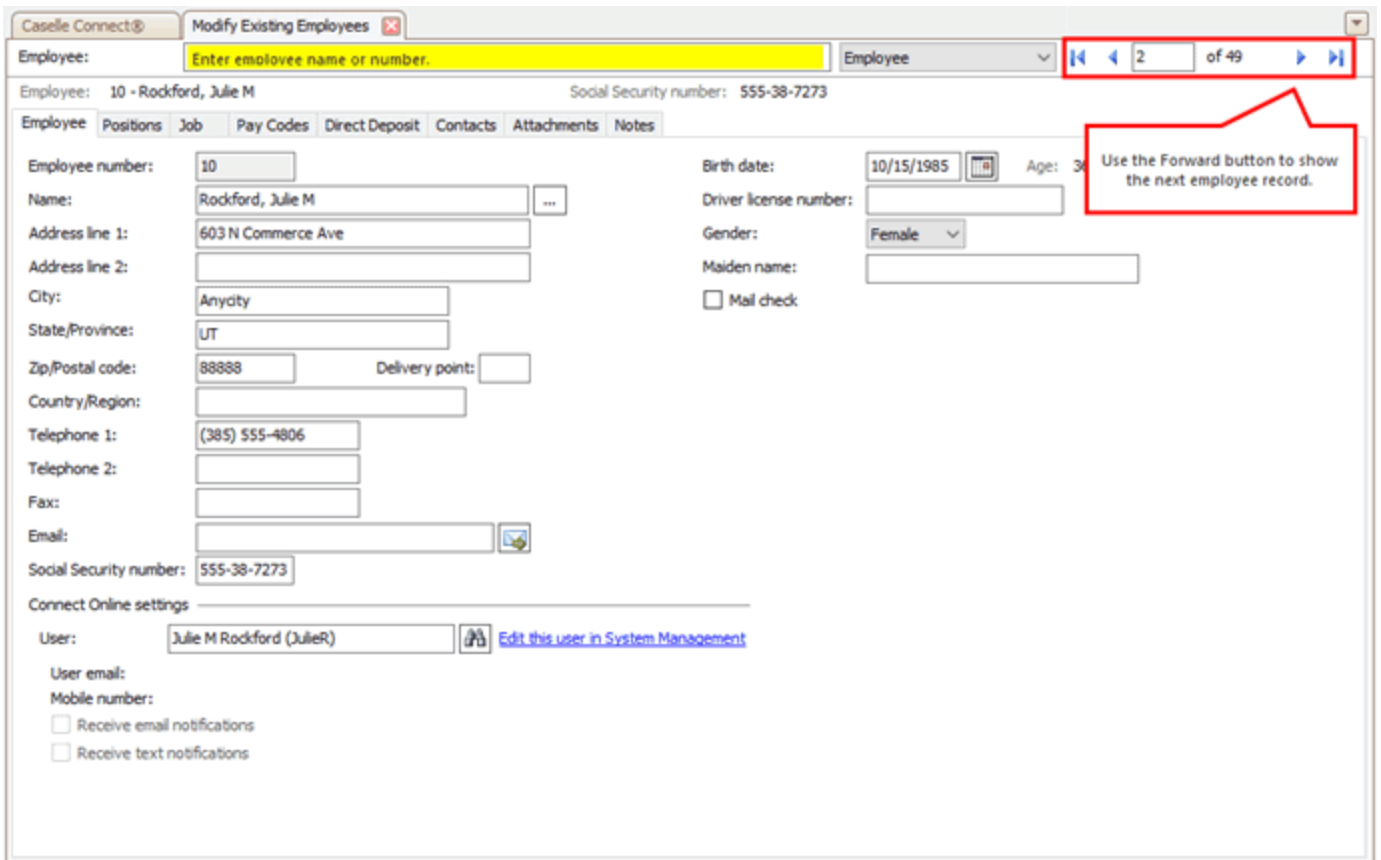 Caselle Connect® Modify Existing Employees
Employee: Enter employee name or number. Employee 2 of 49
Employee: 10 - Rockford, Julie M Social Security number: 555-38-7273
Employee Positions Job Pay Codes Direct Deposit Contacts Attachments Notes
Use the Forward button to show
the next employee record.
Employee number: 10 Birth date: 10/15/1985 Age:
Name: Rockford, Julie M ... Driver license number:
Address line 1: 603 N Commerce Ave Gender: Female
Address line 2: Maiden name:
City: Anycity Mail check
State/Province: UT
Zip/Postal code: 88888 Delivery point:
Country/Region:
Telephone 1: (385) 555-4806
Telephone 2:
Fax:
Email:
Social Security number: 555-38-7273
Connect Online settings
User: Julie M Rockford (JulieR) Edit this user in System Management
User email:
Mobile number:
Receive email notifications
Receive text notifications